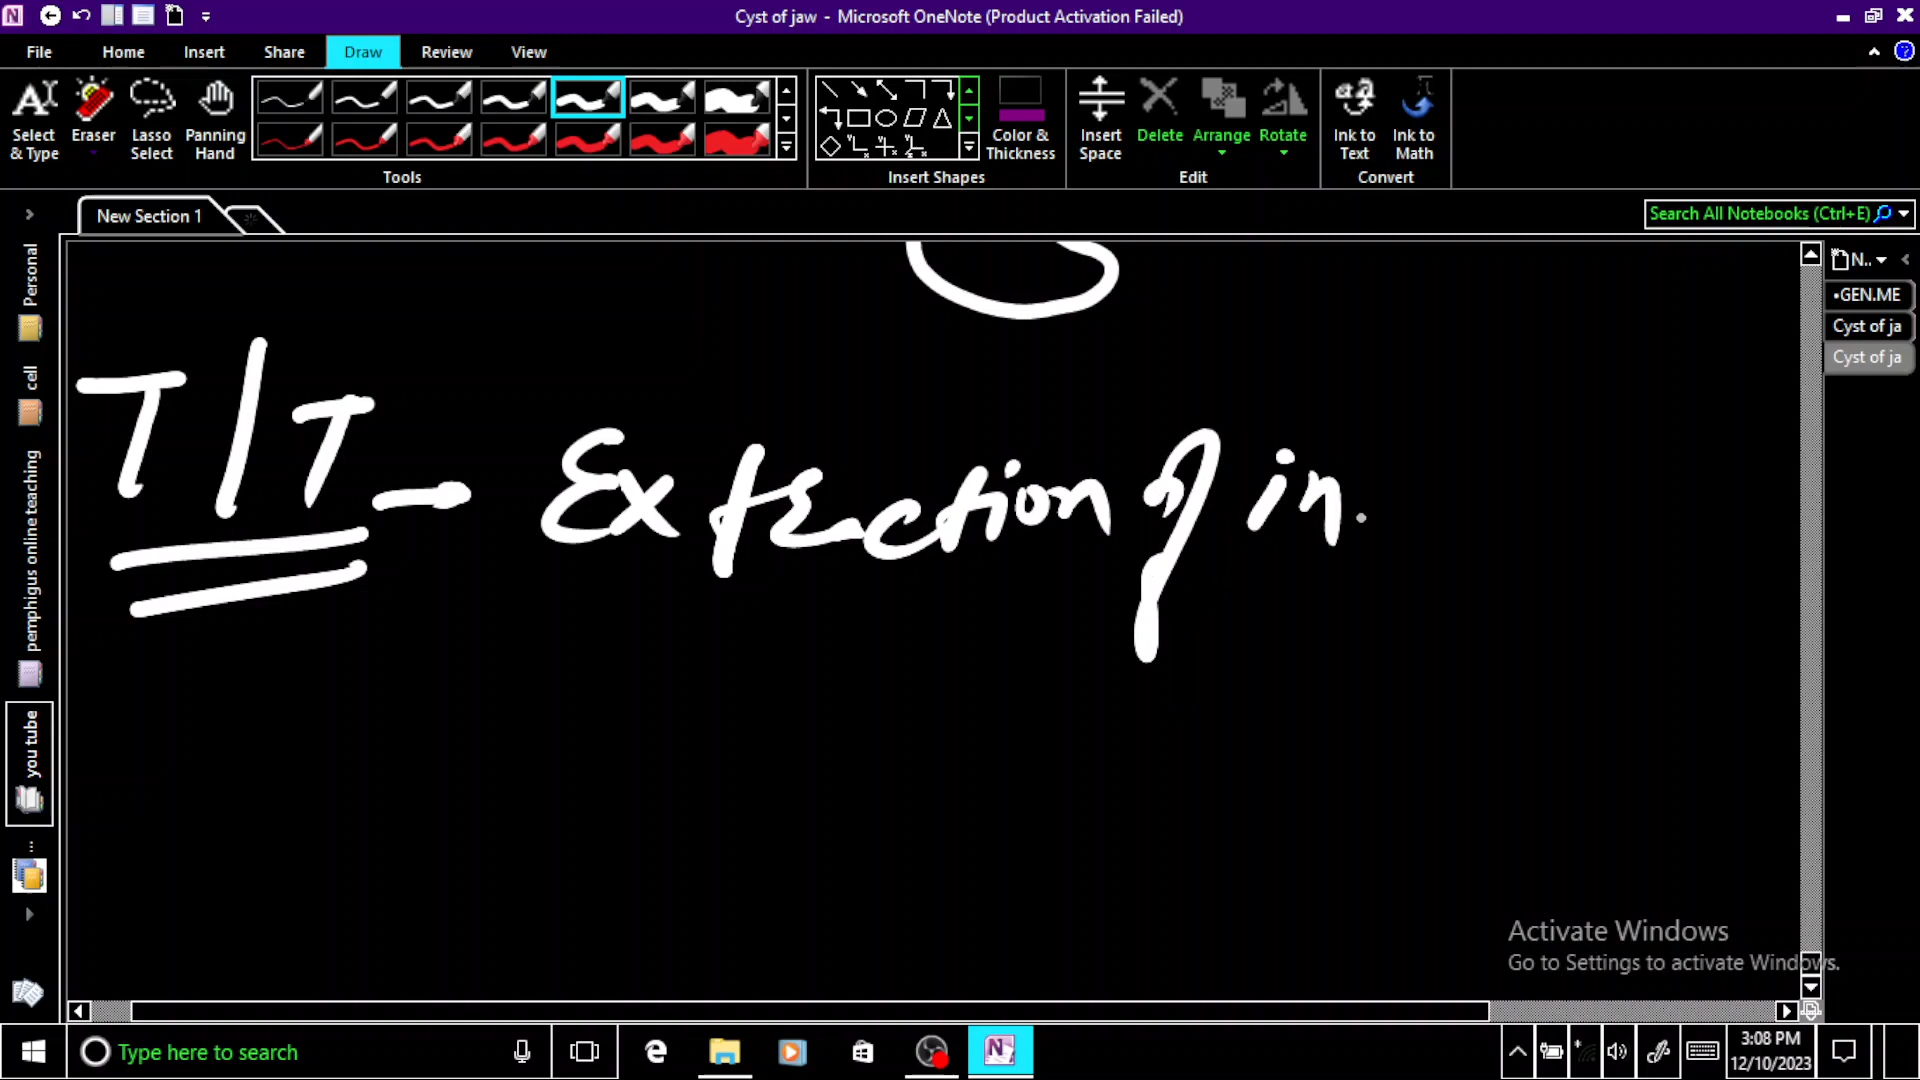 Cyst of jaw - Microsoft OneNote (Product Activation Failed)
File Home Insert Share Draw Review View
Select & Type
Eraser
Lasso Select
Panning Hand
Color & Thickness
Insert Space
Delete
Arrange
Rotate
Ink to Text
Ink to Math
Tools
Insert Shapes
Edit
Convert
New Section 1
Search All Notebooks (Ctrl+E)
N..
•GEN.ME
Cyst of ja
Cyst of ja
Personal
cell
pemphigus online teaching
you tube
T/T - Extraction of in
Activate Windows
Go to Settings to activate Windows.
Type here to search
3:08 PM
12/10/2023